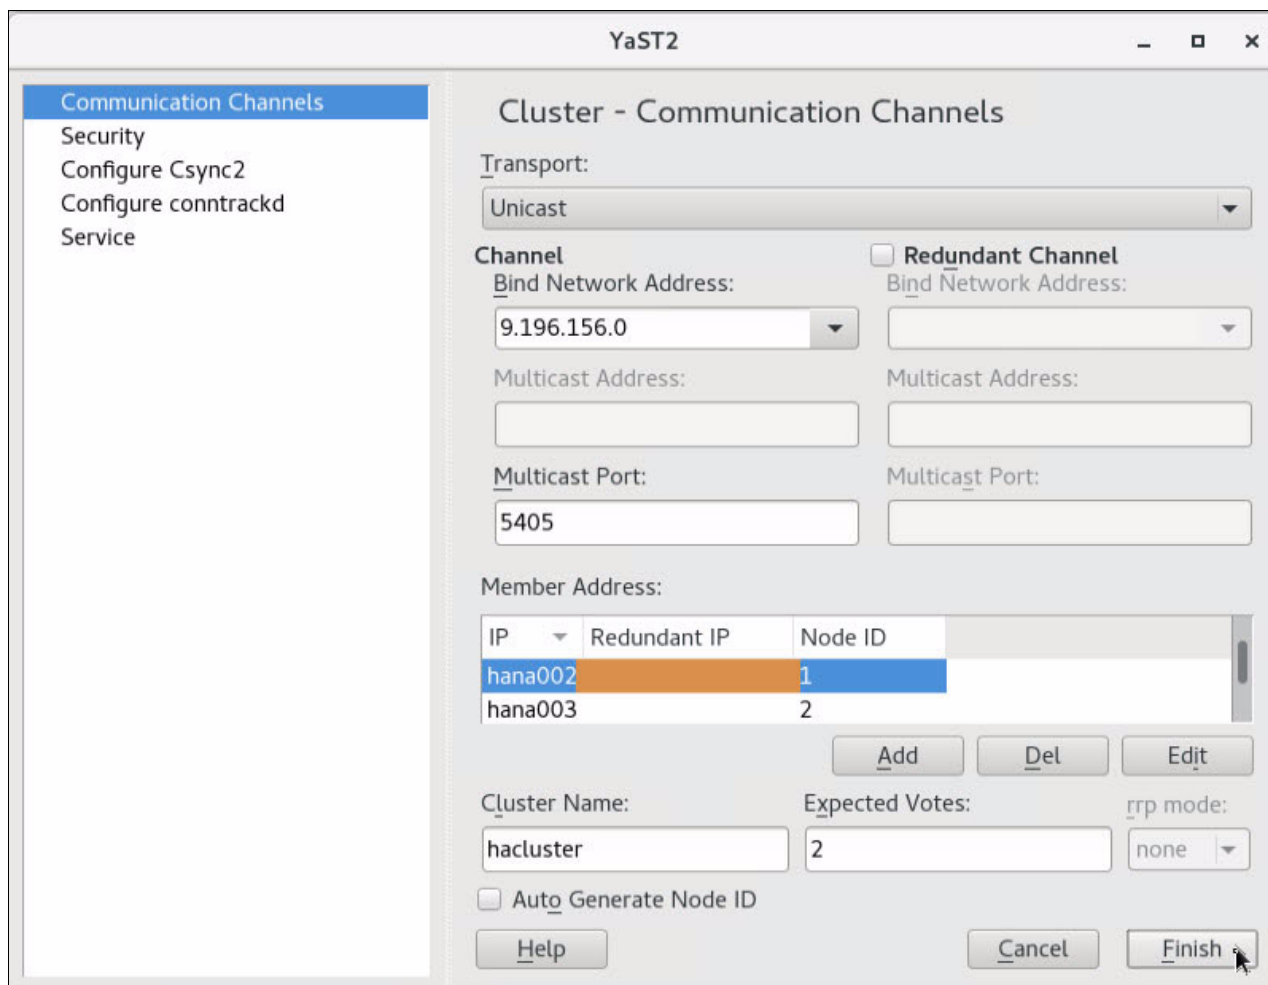 YaST2
Communication Channels
Security
Configure Csync2
Configure conntrackd
Service
Cluster - Communication Channels
Transport:
Unicast
Channel
Redundant Channel
Bind Network Address:
Bind Network Address:
9.196.156.0
Multicast Address:
Multicast Address:
Multicast Port:
Multicast Port:
5405
Member Address:
IP Redundant IP Node ID
hana002 1
hana003 2
Add Del Edit
Cluster Name: Expected Votes: rrp mode:
hacluster 2 none
Auto Generate Node ID
Help Cancel Finish